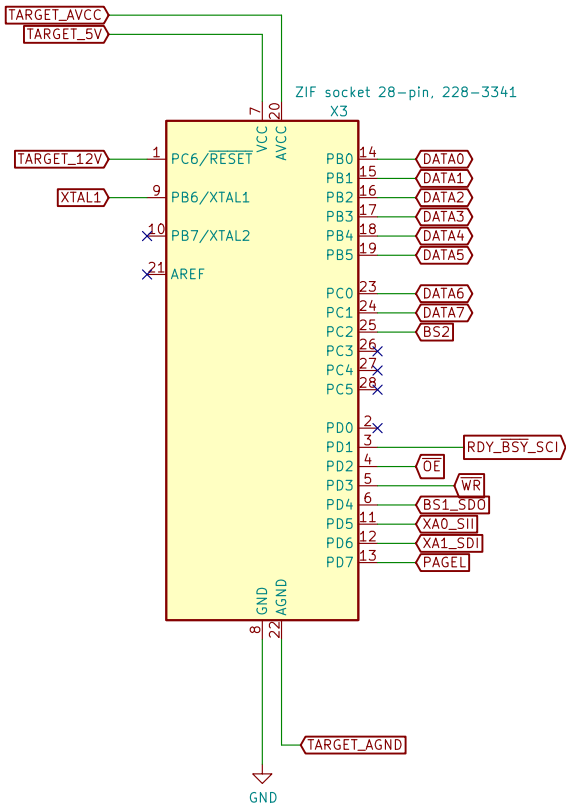 TARGET_AVCC
TARGET_5V
ZIF socket 28-pin, 228-3341
X3
7
20
VCC
AVCC
TARGET_12V 1 PC6/RESET
XTAL1 9 PB6/XTAL1
10 PB7/XTAL2
21 AREF
PB0 14 DATA0
PB1 15 DATA1
PB2 16 DATA2
PB3 17 DATA3
PB4 18 DATA4
PB5 19 DATA5
PC0 23 DATA6
PC1 24 DATA7
PC2 25 BS2
PC3 26
PC4 27
PC5 28
PD0 2
PD1 3 RDY_BSY_SCI
PD2 4 OE
PD3 5 WR
PD4 6 BS1_SDO
PD5 11 XA0_SII
PD6 12 XA1_SDI
PD7 13 PAGEL
GND
AGND
8
22
TARGET_AGND
GND